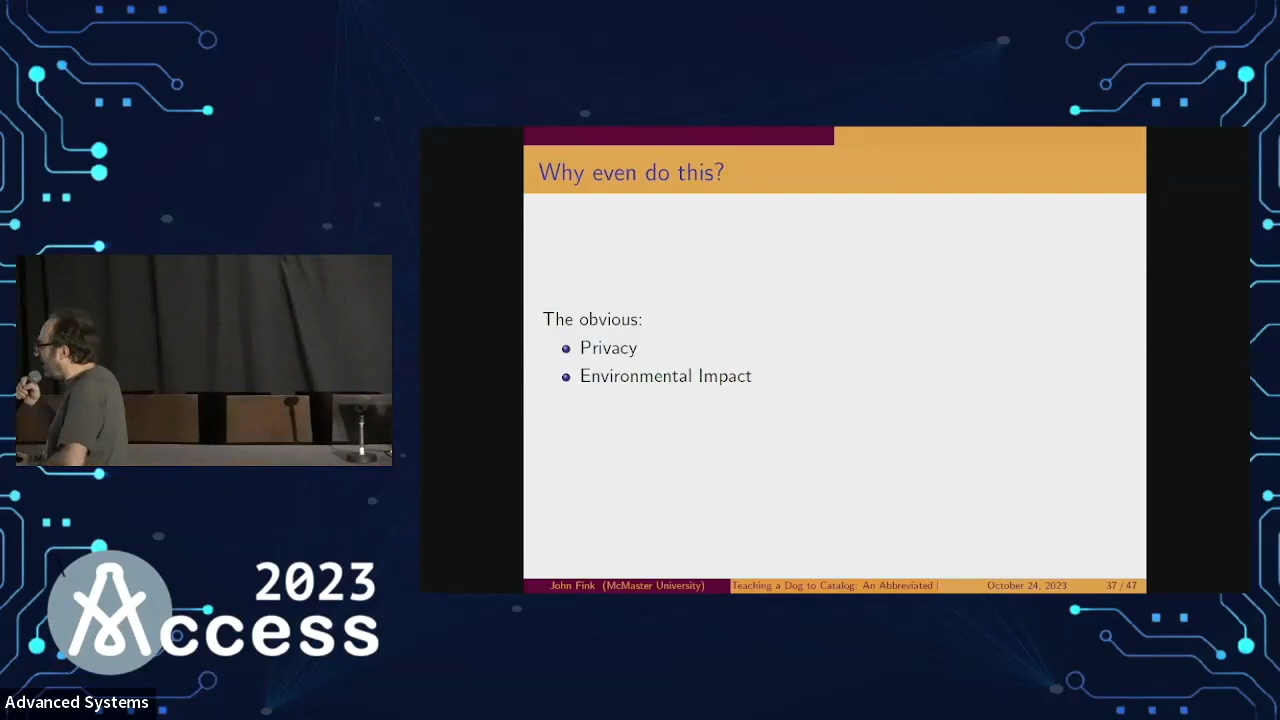 Why even do this?
The obvious:
Privacy
Environmental Impact
John Fink (McMaster University)
Teaching a Dog to Catalog: An Abbreviated
October 24, 2023
37 / 47
2023
Access
Advanced Systems